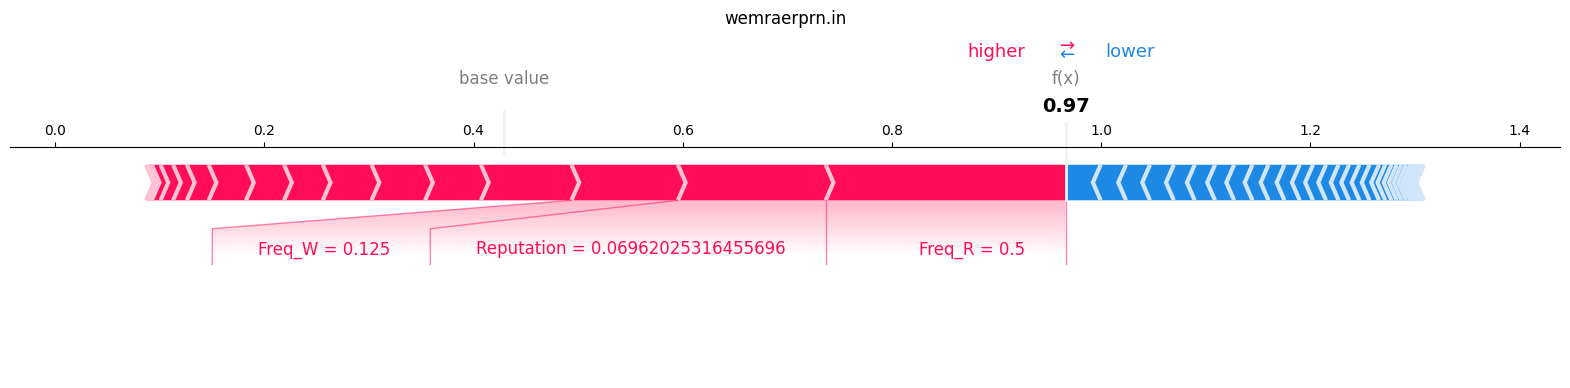 wemraerprn.in
higher ⇄ lower
base value f(x)
0.97
0.0 0.2 0.4 0.6 0.8 1.0 1.2 1.4
Freq_W = 0.125 Reputation = 0.06962025316455696 Freq_R = 0.5